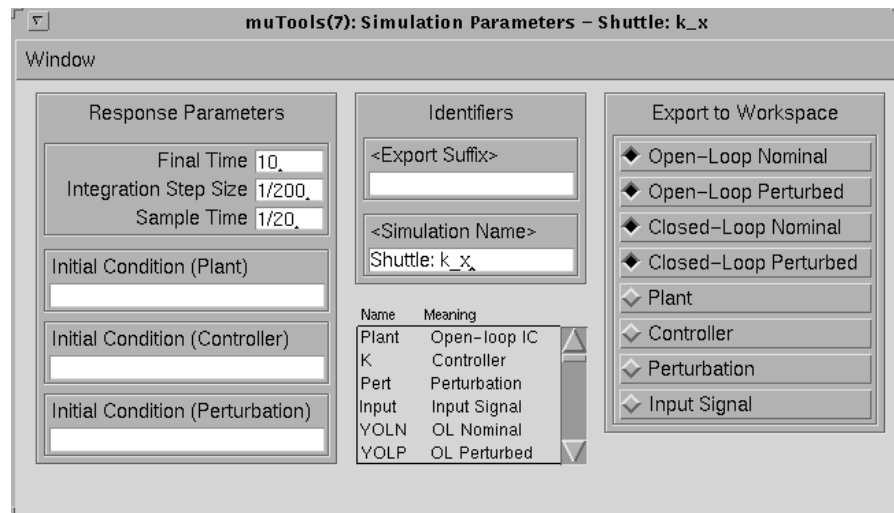 muTools(7): Simulation Parameters – Shuttle: k_x
Window
Response Parameters
Final Time 10
Integration Step Size 1/200
Sample Time 1/20
Initial Condition (Plant)
Initial Condition (Controller)
Initial Condition (Perturbation)
Identifiers
<Export Suffix>
<Simulation Name>
Shuttle: k_x
Name Meaning
Plant Open–loop IC
K Controller
Pert Perturbation
Input Input Signal
YOLN OL Nominal
YOLP OL Perturbed
Export to Workspace
Open–Loop Nominal
Open–Loop Perturbed
Closed–Loop Nominal
Closed–Loop Perturbed
Plant
Controller
Perturbation
Input Signal